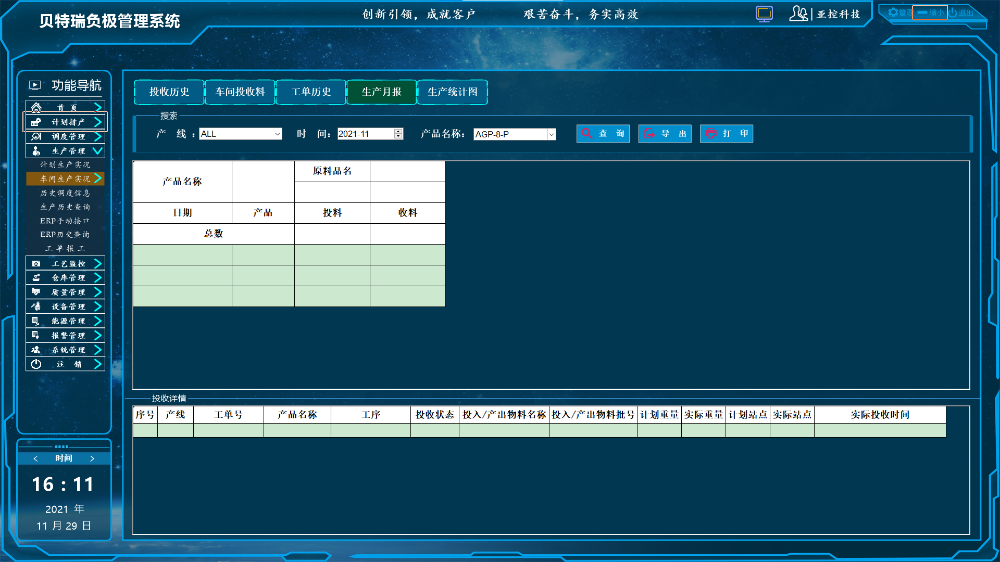 贝特瑞负极管理系统
创新引领，成就客户
艰苦奋斗，务实高效
亚控科技
管理
缩小
退出
功能导航
首 页
计划排产
调度管理
生产管理
计划生产实况
车间生产实况
历史调度信息
生产历史查询
ERP手动接口
ERP历史查询
工 单 报 工
工艺监控
仓库管理
质量管理
设备管理
能源管理
报警管理
系统管理
注 销
时间
16 : 11
2021 年
11 月 29 日
投收历史
车间投收料
工单历史
生产月报
生产统计图
搜索
产 线 : ALL
时 间: 2021-11
产品名称: AGP-8-P
查 询
导 出
打 印
产品名称
原料品名
日期 产品 投料 收料
总数
投收详情
序号 产线 工单号 产品名称 工序 投收状态 投入/产出物料名称 投入/产出物料批号 计划重量 实际重量 计划站点 实际站点 实际投收时间